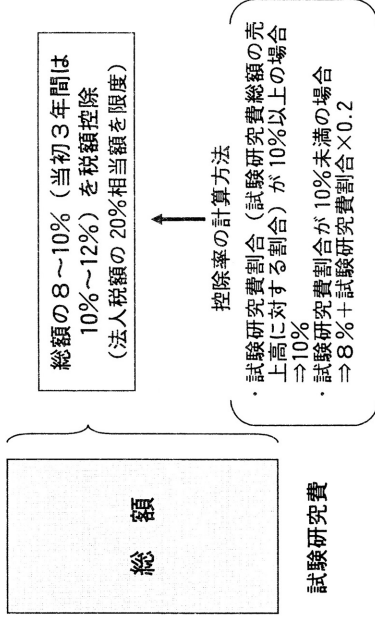 総額
試験研究費
総額の8~10%(当初3年間は
10%~12%)を税額控除
(法人税額の20%相当額を限度)
控除率の計算方法
・試験研究費割合(試験研究費総額の売
上高に対する割合)が10%以上の場合
⇒10%
・試験研究費割合が10%未満の場合
⇒8%+試験研究費割合×0.2